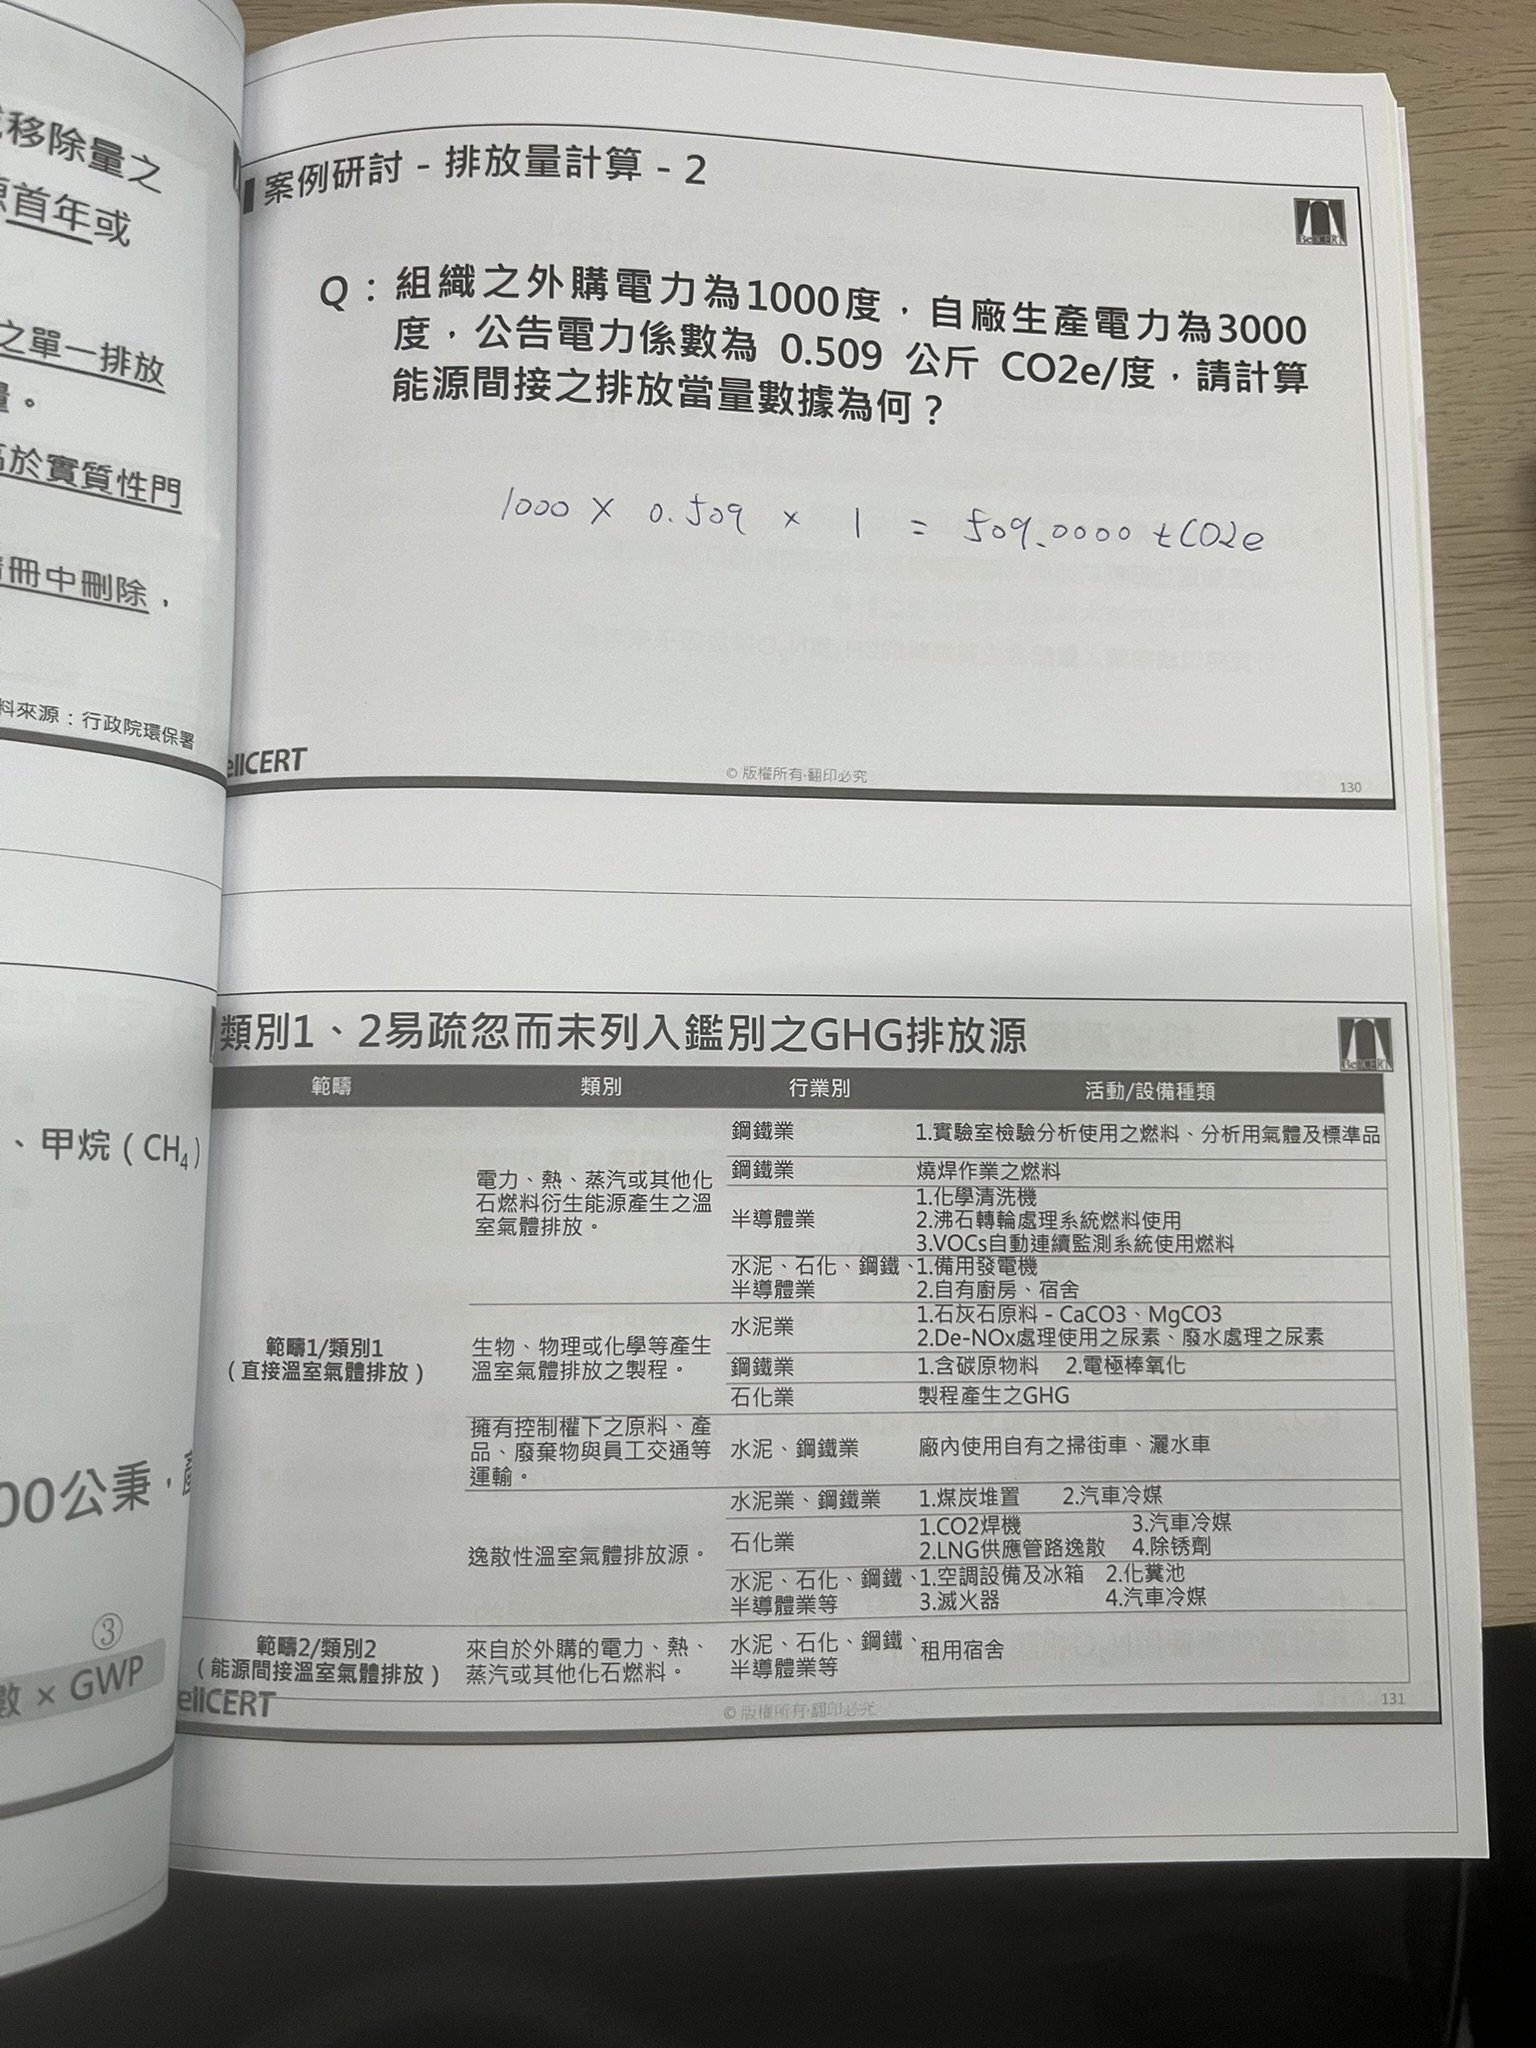 移除量之
首年或
之單一排放
量。
於實質性門
冊中刪除，
料來源：行政院環保署
、甲烷（CH₄）
00公秉，
③
數 × GWP
案例研討 - 排放量計算 - 2
BellCERT
Q：組織之外購電力為1000度，自廠生產電力為3000
度，公告電力係數為 0.509 公斤 CO2e/度，請計算
能源間接之排放當量數據為何？
1000 × 0.509 × 1 = 509.0000 tCO2e
ellCERT
© 版權所有‧翻印必究
130
類別1、2易疏忽而未列入鑑別之GHG排放源
BellCERT
範疇 類別 行業別 活動/設備種類
範疇1/類別1
（直接溫室氣體排放）
電力、熱、蒸汽或其他化
石燃料衍生能源產生之溫
室氣體排放。
鋼鐵業 1.實驗室檢驗分析使用之燃料、分析用氣體及標準品
鋼鐵業 燒焊作業之燃料
半導體業
1.化學清洗機
2.沸石轉輪處理系統燃料使用
3.VOCs自動連續監測系統使用燃料
水泥、石化、鋼鐵、
半導體業
1.備用發電機
2.自有廚房、宿舍
生物、物理或化學等產生
溫室氣體排放之製程。
水泥業
1.石灰石原料 - CaCO3、MgCO3
2.De-NOx處理使用之尿素、廢水處理之尿素
鋼鐵業 1.含碳原物料 2.電極棒氧化
石化業 製程產生之GHG
擁有控制權下之原料、產
品、廢棄物與員工交通等
運輸。
水泥、鋼鐵業 廠內使用自有之掃街車、灑水車
逸散性溫室氣體排放源。
水泥業、鋼鐵業 1.煤炭堆置 2.汽車冷媒
石化業
1.CO2焊機 3.汽車冷媒
2.LNG供應管路逸散 4.除锈劑
水泥、石化、鋼鐵、
半導體業等
1.空調設備及冰箱 2.化糞池
3.滅火器 4.汽車冷媒
範疇2/類別2
（能源間接溫室氣體排放）
來自於外購的電力、熱、
蒸汽或其他化石燃料。
水泥、石化、鋼鐵、
半導體業等
租用宿舍
ellCERT
© 版權所有‧翻印必究
131